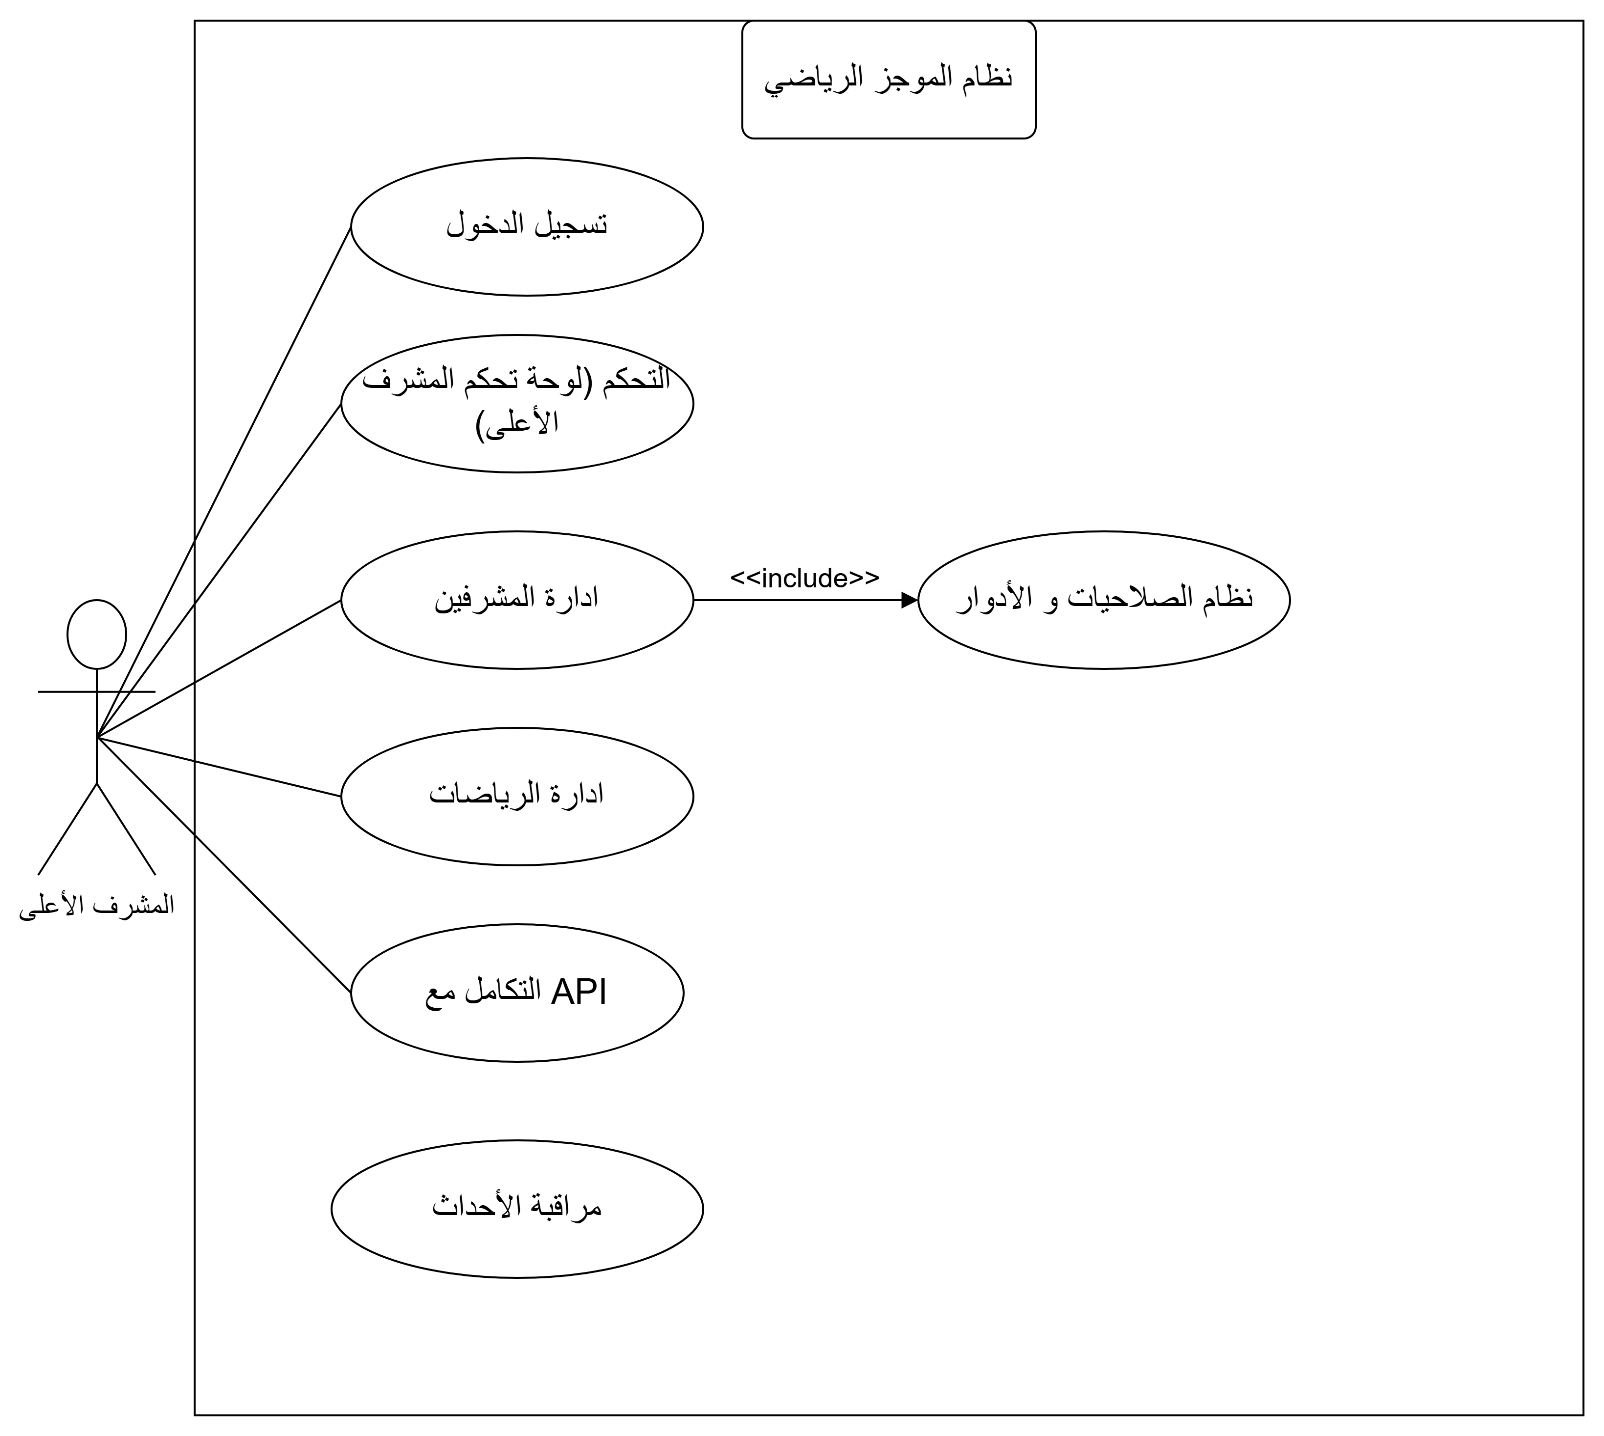 نظام الموجز الرياضي
تسجيل الدخول
التحكم (لوحة تحكم المشرف
الأعلى)
ادارة المشرفين
<<include>>
نظام الصلاحيات و الأدوار
ادارة الرياضات
المشرف الأعلى
التكامل مع API
مراقبة الأحداث